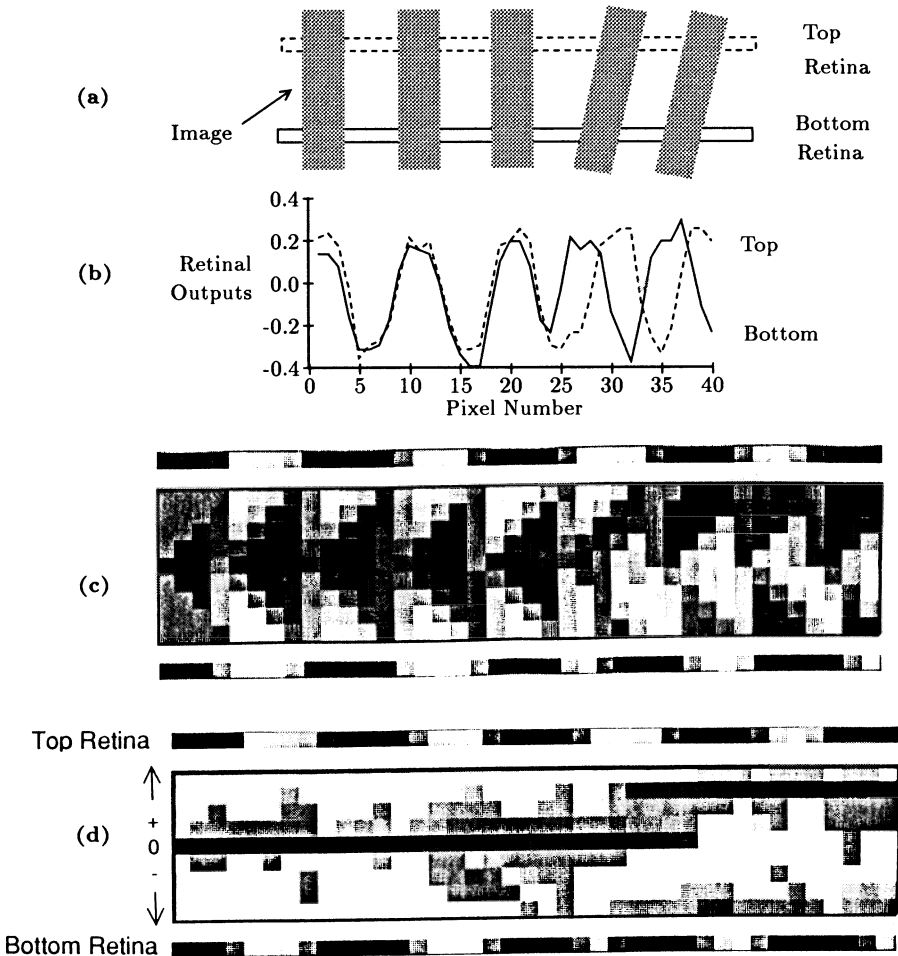 (a)
Image
Top
Retina
Bottom
Retina
(b)
Retinal
Outputs
0.4
0.2
0.0
-0.2
-0.4
Top
Bottom
0 5 10 15 20 25 30 35 40
Pixel Number
(c)
(d)
Top Retina
+
0
-
Bottom Retina